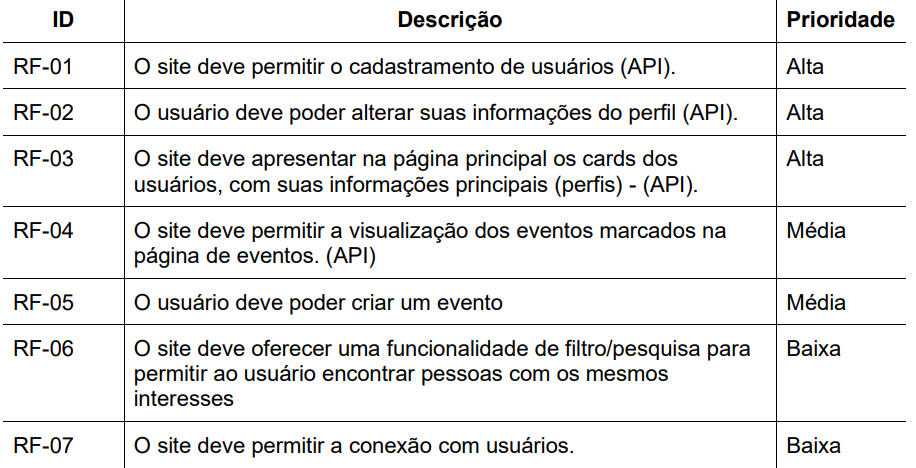 ID Descrição Prioridade
RF-01 O site deve permitir o cadastramento de usuários (API). Alta
RF-02 O usuário deve poder alterar suas informações do perfil (API). Alta
RF-03 O site deve apresentar na página principal os cards dos Alta
usuários, com suas informações principais (perfis) - (API).
RF-04 O site deve permitir a visualização dos eventos marcados na Média
página de eventos. (API)
RF-05 O usuário deve poder criar um evento Média
RF-06 O site deve oferecer uma funcionalidade de filtro/pesquisa para Baixa
permitir ao usuário encontrar pessoas com os mesmos
interesses
RF-07 O site deve permitir a conexão com usuários. Baixa